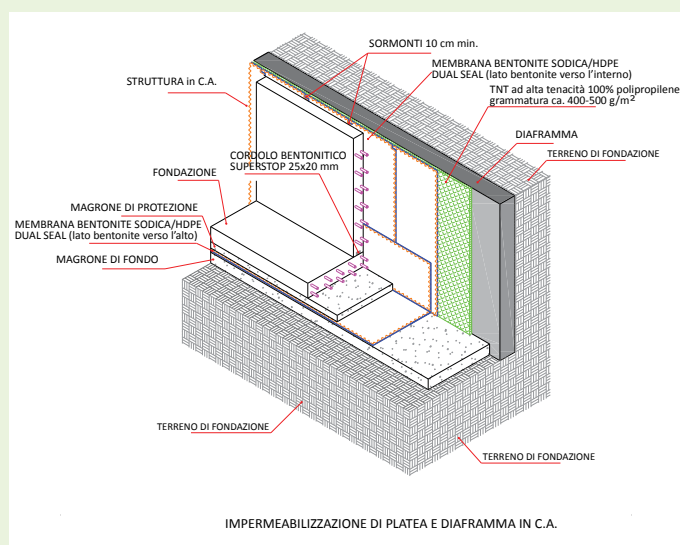 SORMONTI 10 cm min.
MEMBRANA BENTONITE SODICA/HDPE
DUAL SEAL (lato bentonite verso l'interno)
STRUTTURA in C.A.
TNT ad alta tenacità 100% polipropilene
grammatura ca. 400-500 g/m²
DIAFRAMMA
TERRENO DI FONDAZIONE
CORDOLO BENTONITICO
SUPERSTOP 25x20 mm
FONDAZIONE
MAGRONE DI PROTEZIONE
MEMBRANA BENTONITE SODICA/HDPE
DUAL SEAL (lato bentonite verso l'alto)
MAGRONE DI FONDO
TERRENO DI FONDAZIONE
TERRENO DI FONDAZIONE
IMPERMEABILIZZAZIONE DI PLATEA E DIAFRAMMA IN C.A.